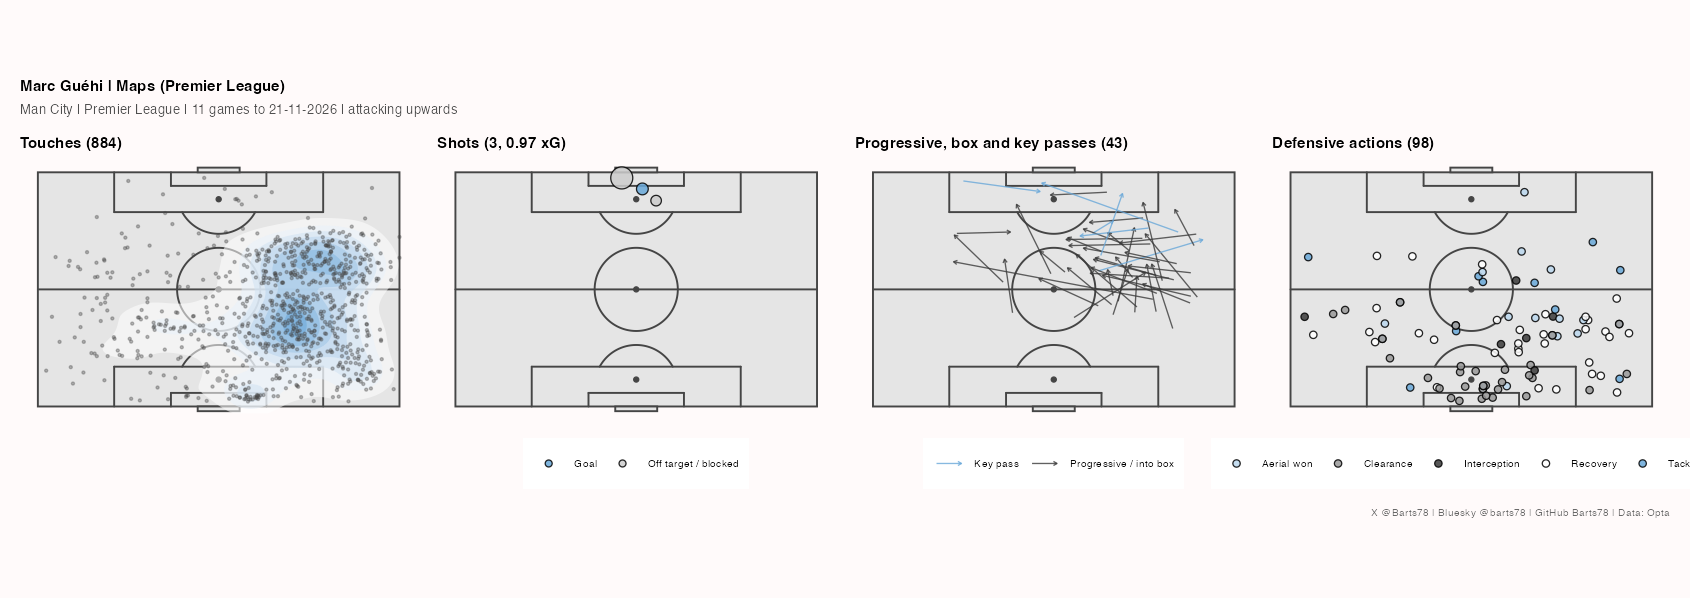 Marc Guéhi | Maps (Premier League)
Man City | Premier League | 11 games to 21-11-2026 | attacking upwards
Touches (884)
Shots (3, 0.97 xG)
Progressive, box and key passes (43)
Defensive actions (98)
Goal
Off target / blocked
Key pass
Progressive / into box
Aerial won
Clearance
Interception
Recovery
Tack
X @Barts78 | Bluesky @barts78 | GitHub Barts78 | Data: Opta